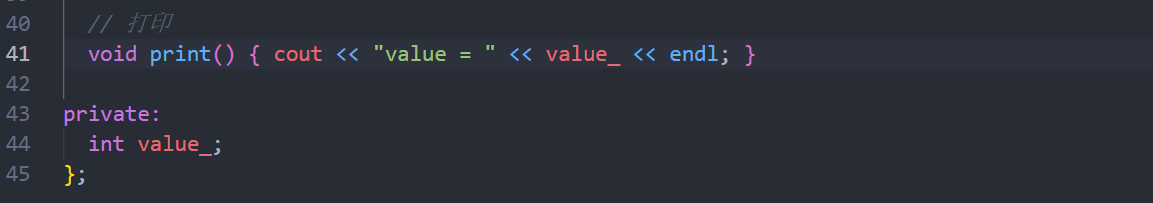 40 // 打印
41 void print() { cout << "value = " << value_ << endl; }
42
43 private:
44 int value_;
45 };